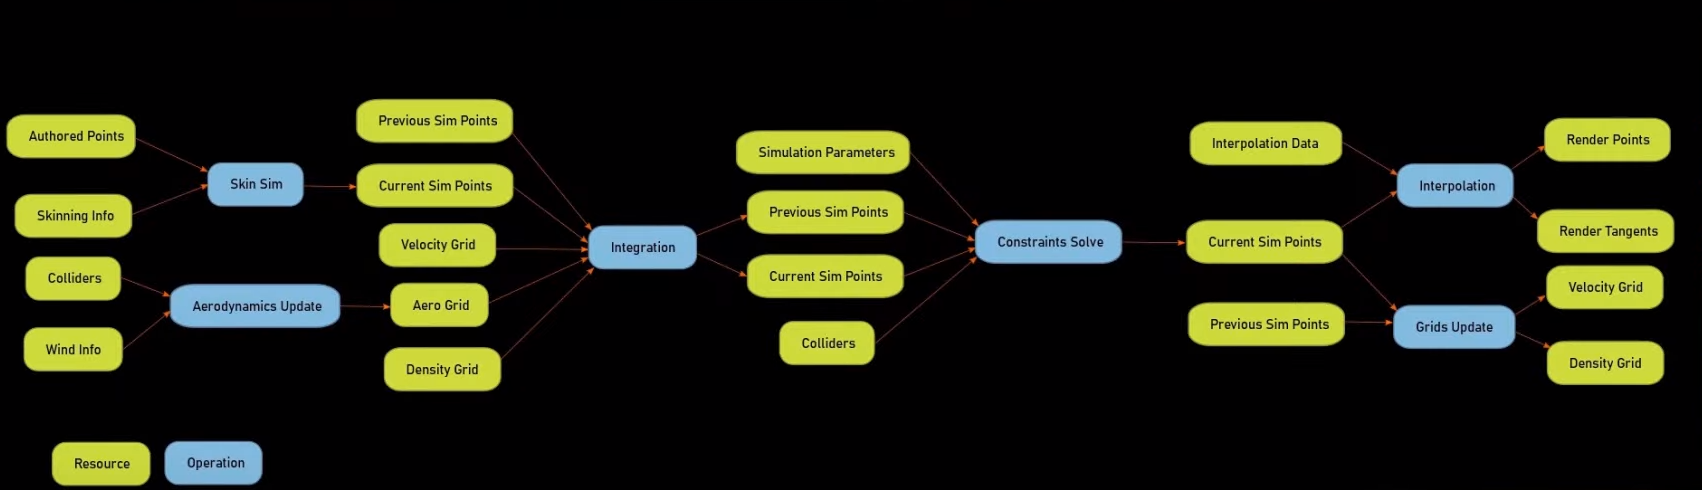 Authored Points
Skinning Info
Colliders
Wind Info
Skin Sim
Aerodynamics Update
Previous Sim Points
Current Sim Points
Velocity Grid
Aero Grid
Density Grid
Integration
Simulation Parameters
Previous Sim Points
Current Sim Points
Colliders
Constraints Solve
Interpolation Data
Current Sim Points
Previous Sim Points
Interpolation
Grids Update
Render Points
Render Tangents
Velocity Grid
Density Grid
Resource
Operation